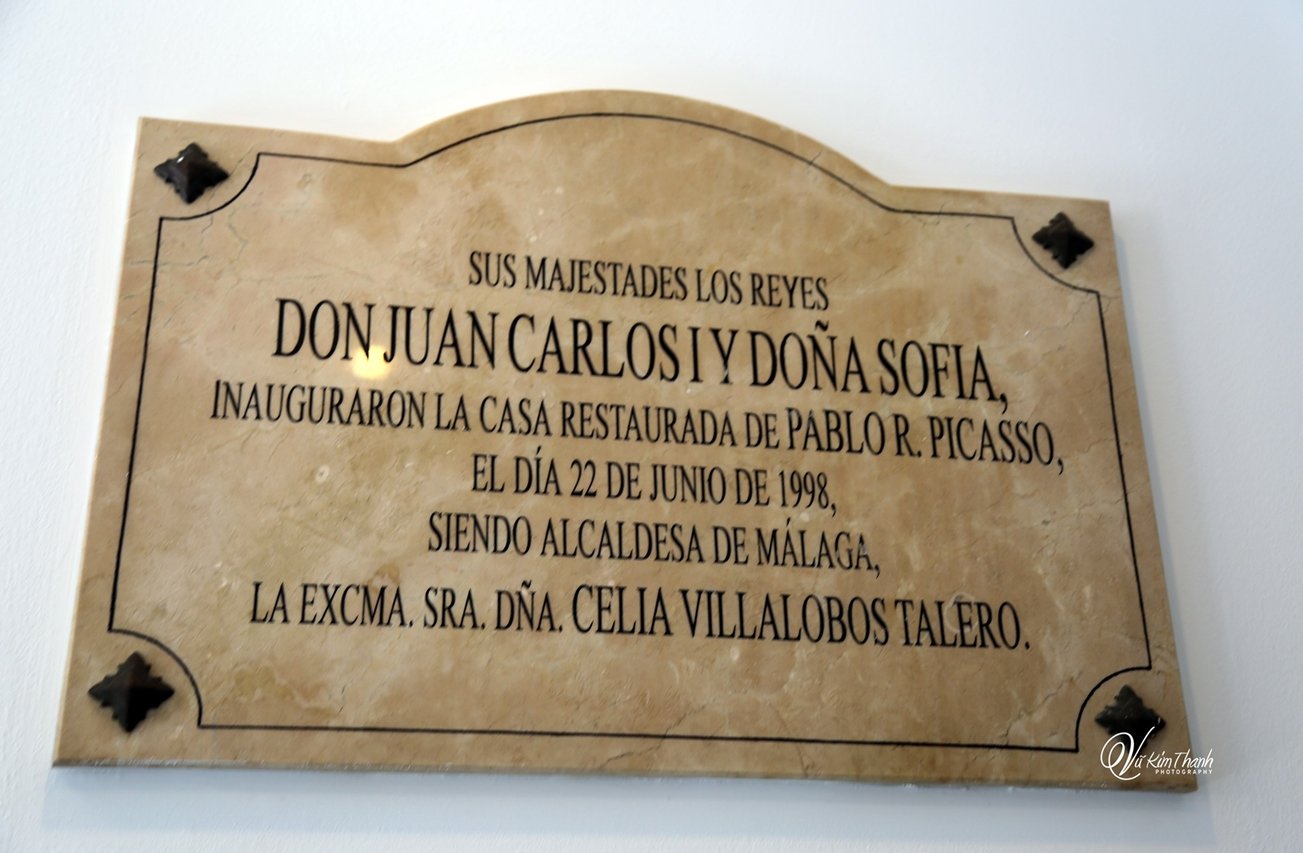 SUS MAJESTADES LOS REYES
DON JUAN CARLOS I Y DOÑA SOFIA,
INAUGURARON LA CASA RESTAURADA DE PABLO R. PICASSO,
EL DÍA 22 DE JUNIO DE 1998,
SIENDO ALCALDESA DE MÁLAGA,
LA EXCMA. SRA. DÑA. CELIA VILLALOBOS TALERO.
Vũ Kim Thanh
PHOTOGRAPHY